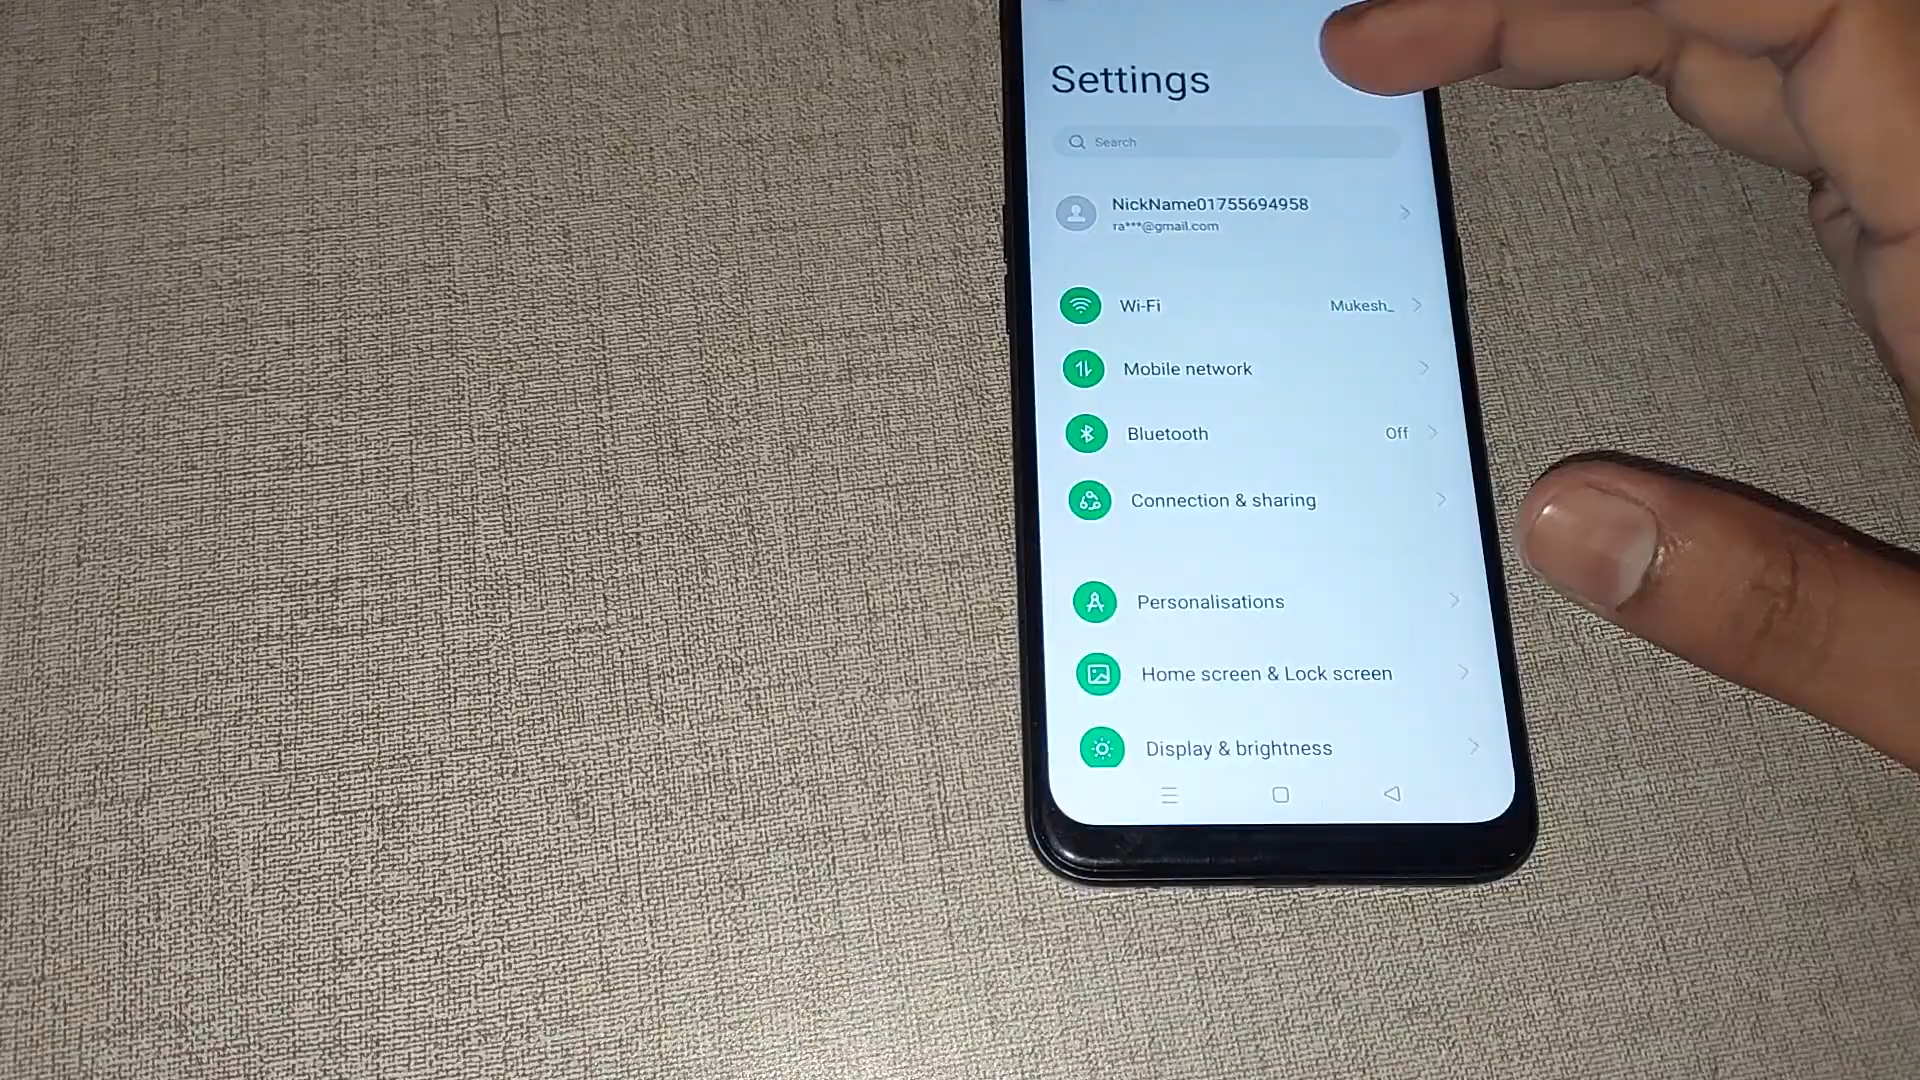 Settings
Search
NickName01755694958
ra***@gmail.com
Wi-Fi Mukesh_
Mobile network
Bluetooth Off
Connection & sharing
Personalisations
Home screen & Lock screen
Display & brightness